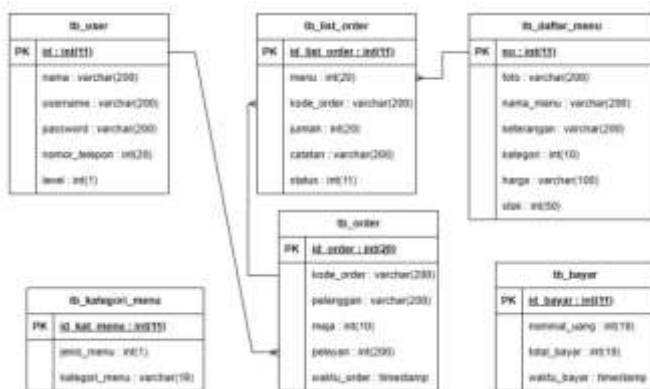 tb_user
PK id : int(11)
nama : varchar(200)
username : varchar(200)
password : varchar(200)
nomor_telepon : int(20)
level : int(1)
tb_list_order
PK id_list_order : int(11)
menu : int(20)
kode_order : varchar(200)
jumlah : int(20)
catatan : varchar(200)
status : int(11)
tb_daftar_menu
PK no : int(11)
foto : varchar(200)
nama_menu : varchar(200)
keterangan : varchar(200)
kategori : int(10)
harga : varchar(100)
stok : int(50)
tb_order
PK id_order : int(20)
kode_order : varchar(200)
pelanggan : varchar(200)
meja : int(10)
pelayan : int(200)
waktu_order : timestamp
tb_kategori_menu
PK id_kat_menu : int(11)
jenis_menu : int(1)
kategori_menu : varchar(10)
tb_bayar
PK id_bayar : int(11)
nominal_uang : int(10)
total_bayar : int(10)
waktu_bayar : timestamp